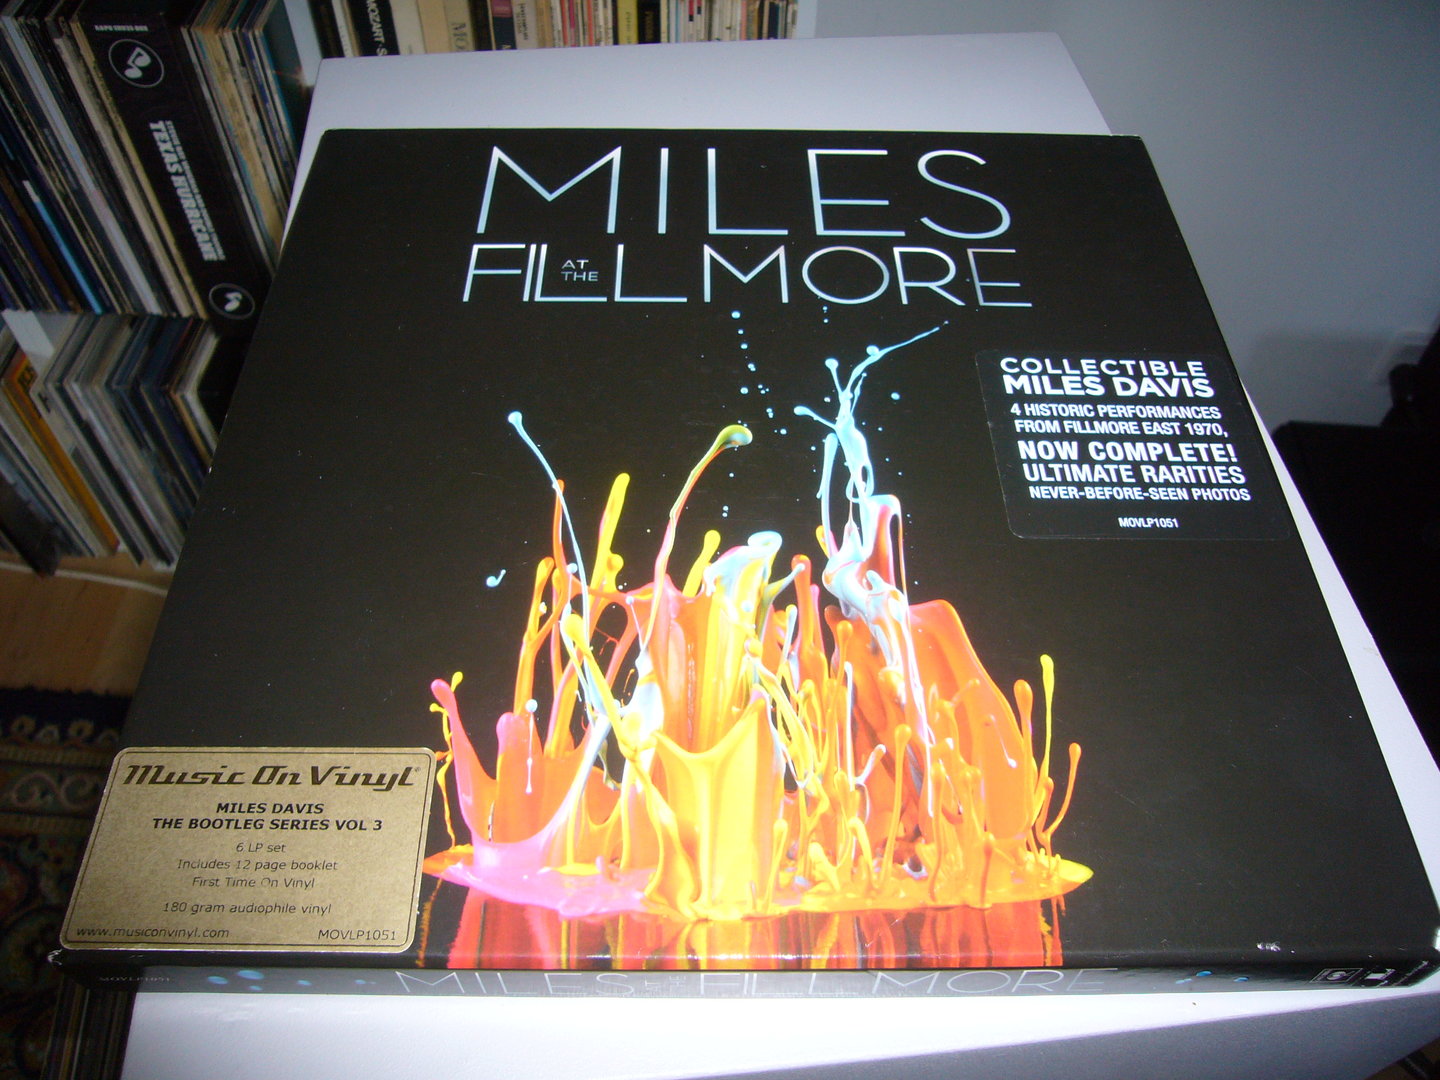 MILES
AT THE
FILLMORE
COLLECTIBLE
MILES DAVIS
4 HISTORIC PERFORMANCES
FROM FILLMORE EAST 1970,
NOW COMPLETE!
ULTIMATE RARITIES
NEVER-BEFORE-SEEN PHOTOS
MOVLP1051
Music On Vinyl®
MILES DAVIS
THE BOOTLEG SERIES VOL 3
6 LP set
Includes 12 page booklet
First Time On Vinyl
180 gram audiophile vinyl
www.musiconvinyl.com
MOVLP1051
MOVLP1051
MILES AT THE FILLMORE
3
TEXAS HURRICANE
MOZART